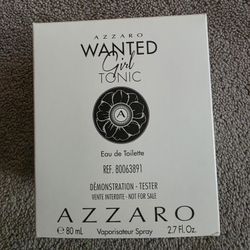 AZZARO
WANTED
Girl
TONIC
A
Eau de Toilette
REF. 80063891
DÉMONSTRATION - TESTER
VENTE INTERDITE - NOT FOR SALE
AZZARO
℮ 80 mL Vaporisateur Spray 2.7 Fl. Oz.